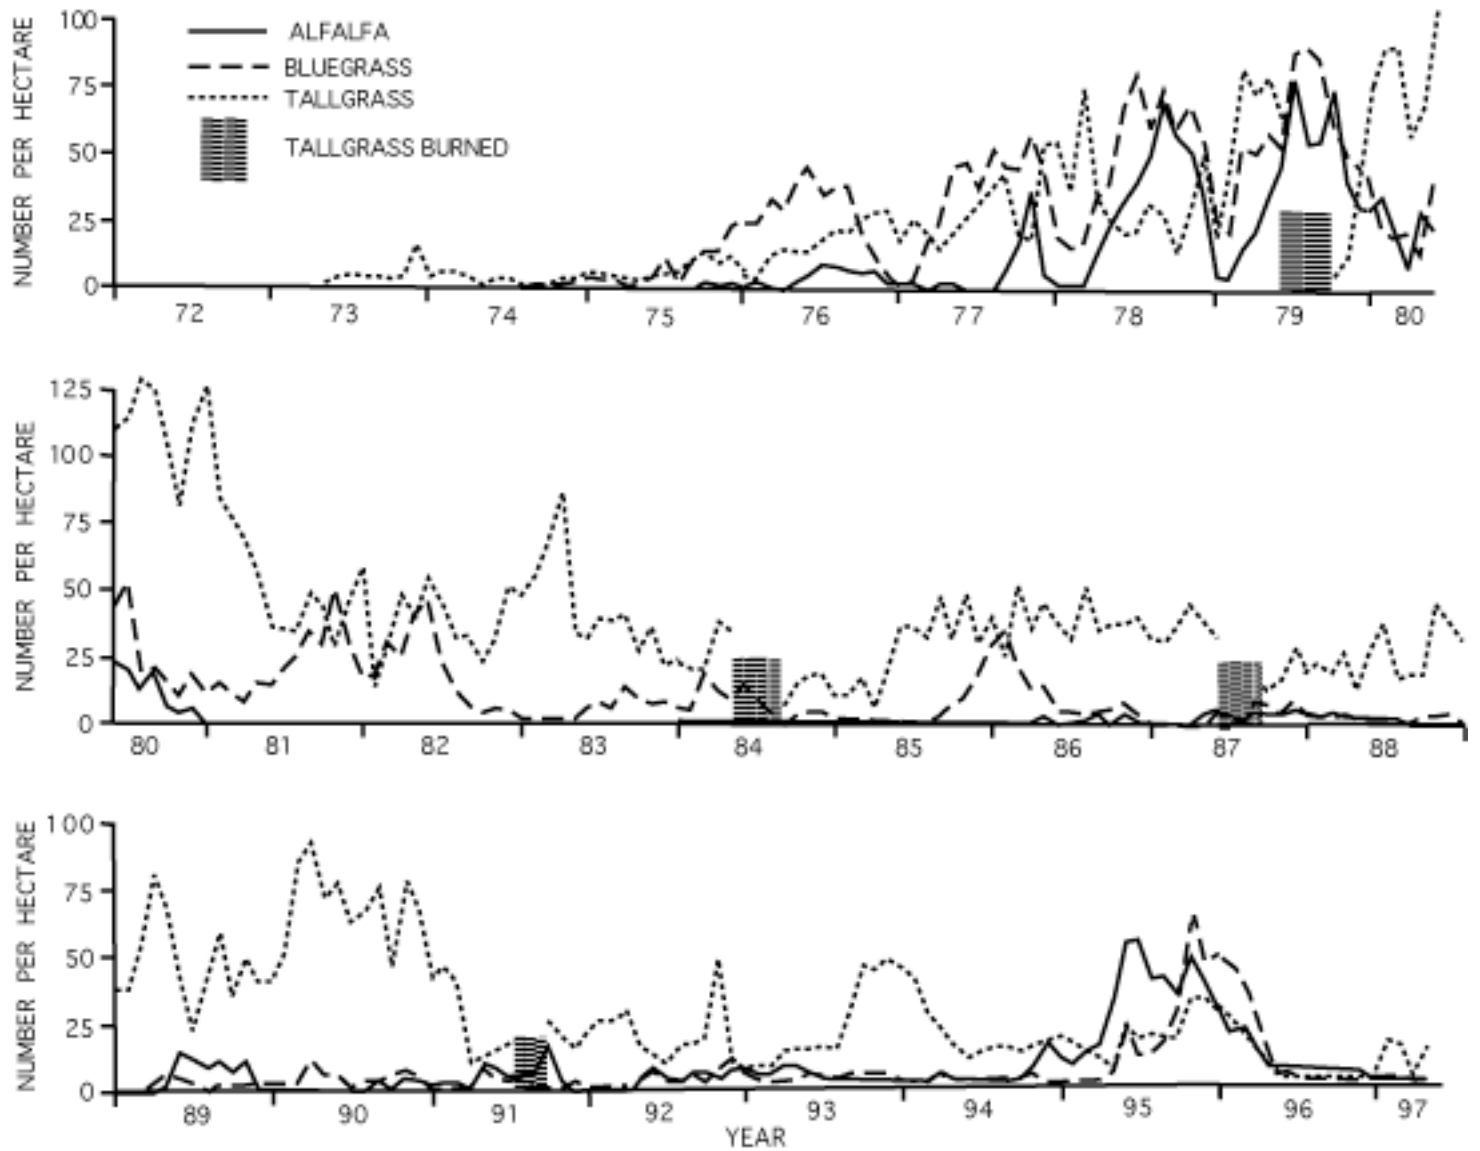 NUMBER PER HECTARE
100
75
50
25
0
ALFALFA
BLUEGRASS
TALLGRASS
TALLGRASS BURNED
72 73 74 75 76 77 78 79 80
NUMBER PER HECTARE
125
100
75
50
25
0
80 81 82 83 84 85 86 87 88
NUMBER PER HECTARE
100
75
50
25
0
89 90 91 92 93 94 95 96 97
YEAR